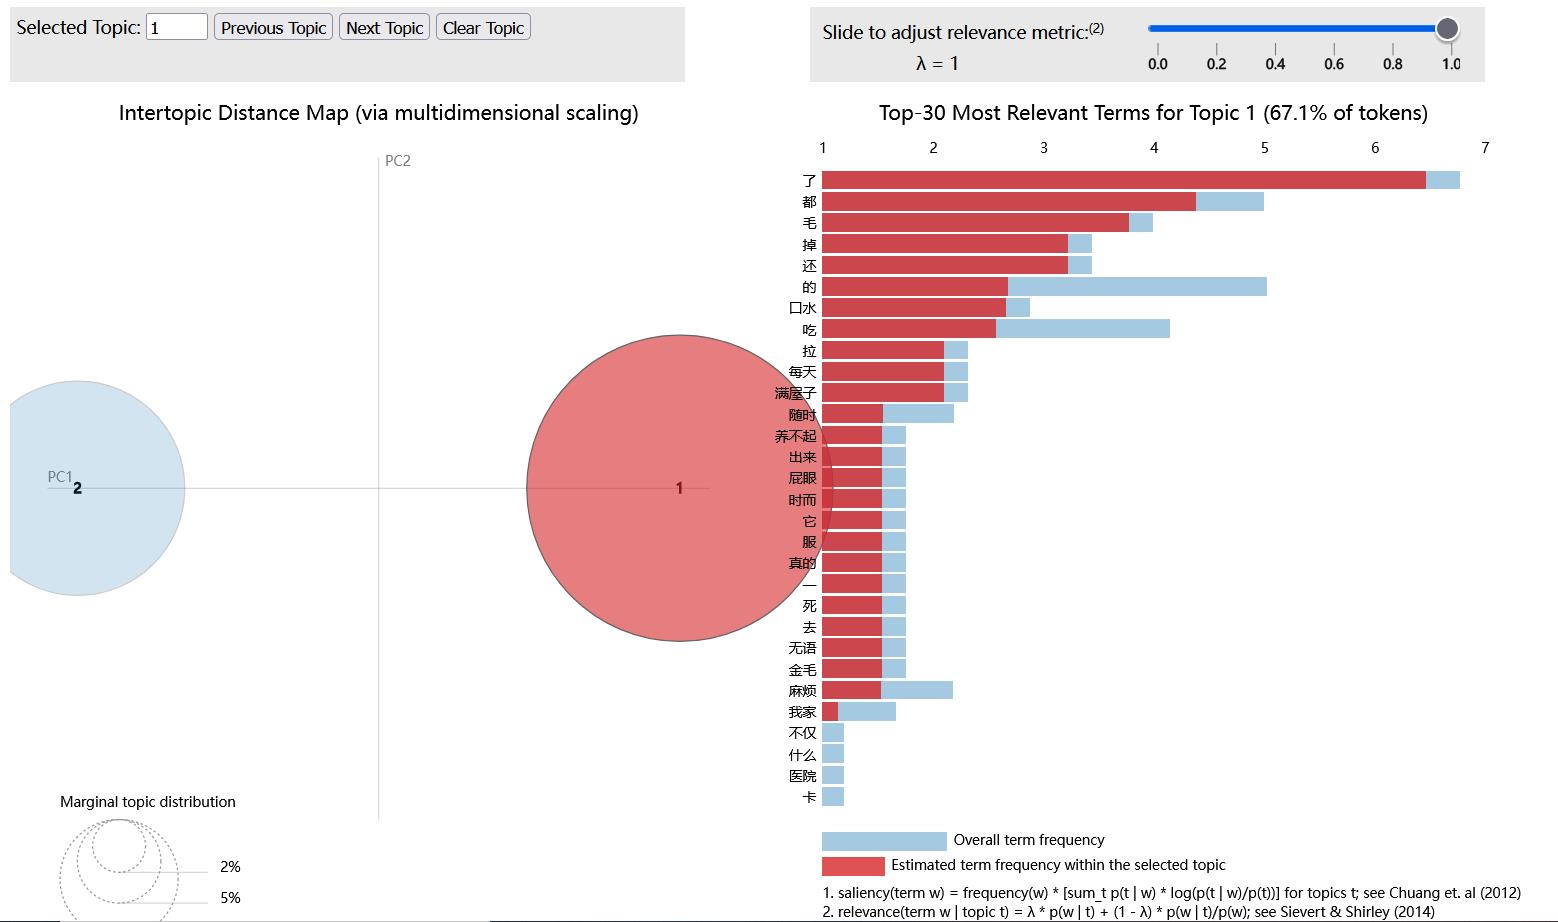 Selected Topic: 1 Previous Topic Next Topic Clear Topic
Slide to adjust relevance metric:(2)
λ = 1
0.0 0.2 0.4 0.6 0.8 1.0
Intertopic Distance Map (via multidimensional scaling)
PC2
PC1
2
1
Marginal topic distribution
2%
5%
Top-30 Most Relevant Terms for Topic 1 (67.1% of tokens)
1 2 3 4 5 6 7
了
都
毛
掉
还
的
口水
吃
拉
每天
满屋子
随时
养不起
出来
屁眼
时而
它
服
真的
一
死
去
无语
金毛
麻烦
我家
不仅
什么
医院
卡
Overall term frequency
Estimated term frequency within the selected topic
1. saliency(term w) = frequency(w) * [sum_t p(t | w) * log(p(t | w)/p(t))] for topics t; see Chuang et. al (2012)
2. relevance(term w | topic t) = λ * p(w | t) + (1 - λ) * p(w | t)/p(w); see Sievert & Shirley (2014)